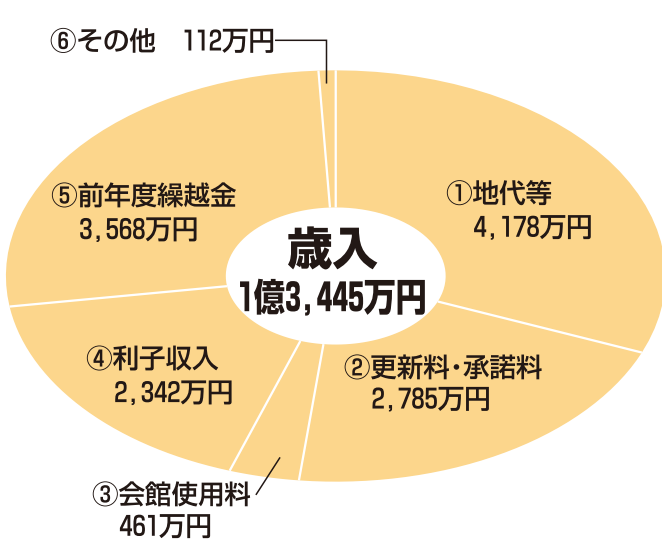 ⑥その他　112万円
①地代等
4,178万円
②更新料・承諾料
2,785万円
③会館使用料
461万円
④利子収入
2,342万円
⑤前年度繰越金
3,568万円
歳入
1億3,445万円